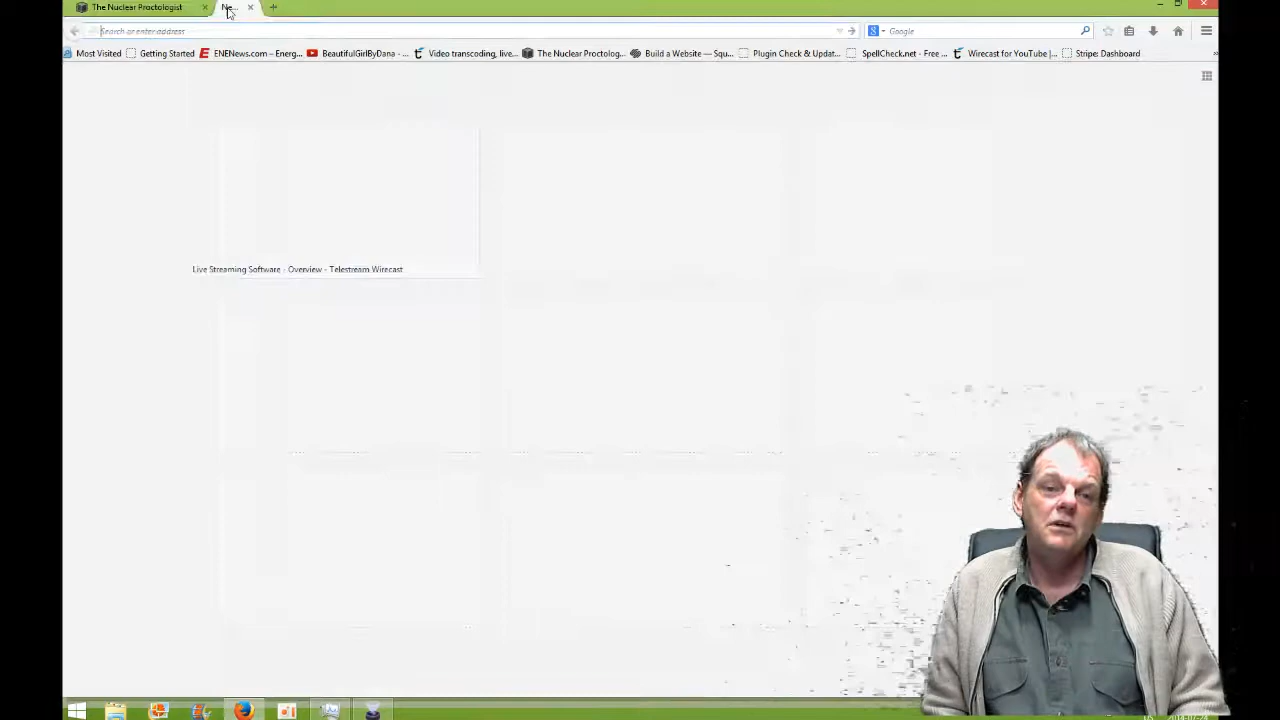 The Nuclear Proctologist
Ne...
Search or enter address
Google
Most Visited Getting Started ENENews.com – Energ... BeautifulGirlByDana - ... Video transcoding, live... The Nuclear Proctolog... Build a Website — Squ... Plugin Check & Updat... SpellCheck.net - Free ... Wirecast for YouTube |... Stripe: Dashboard
Live Streaming Software - Overview - Telestream Wirecast